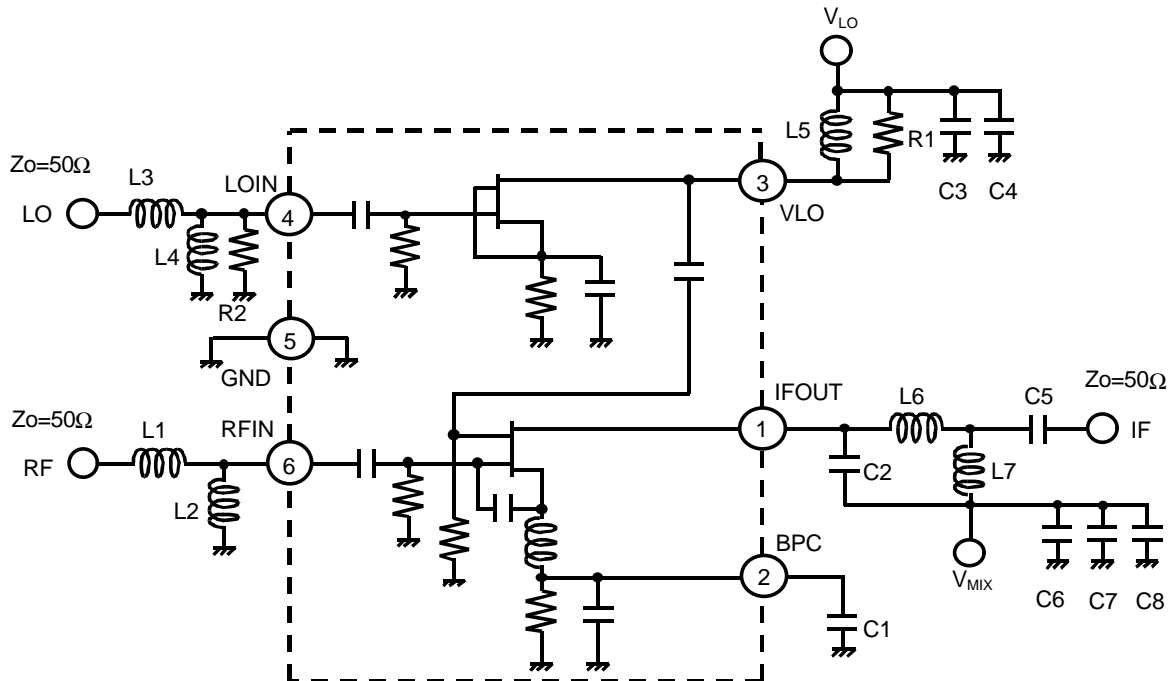 V_LO
L5
R1
C3
C4
Zo=50Ω
L3
LOIN
LO
4
3
VLO
L4
R2
5
GND
IFOUT
Zo=50Ω
L6
C5
1
IF
Zo=50Ω
L1
RFIN
RF
6
C2
L7
L2
BPC
2
V_MIX
C6
C7
C8
C1